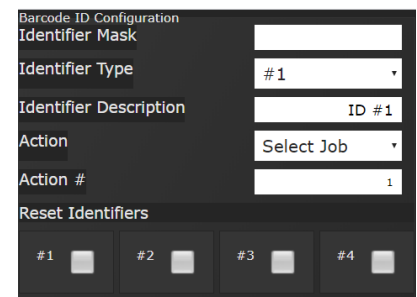 Barcode ID Configuration
Identifier Mask
Identifier Type #1
Identifier Description ID #1
Action Select Job
Action # 1
Reset Identifiers
#1 #2 #3 #4